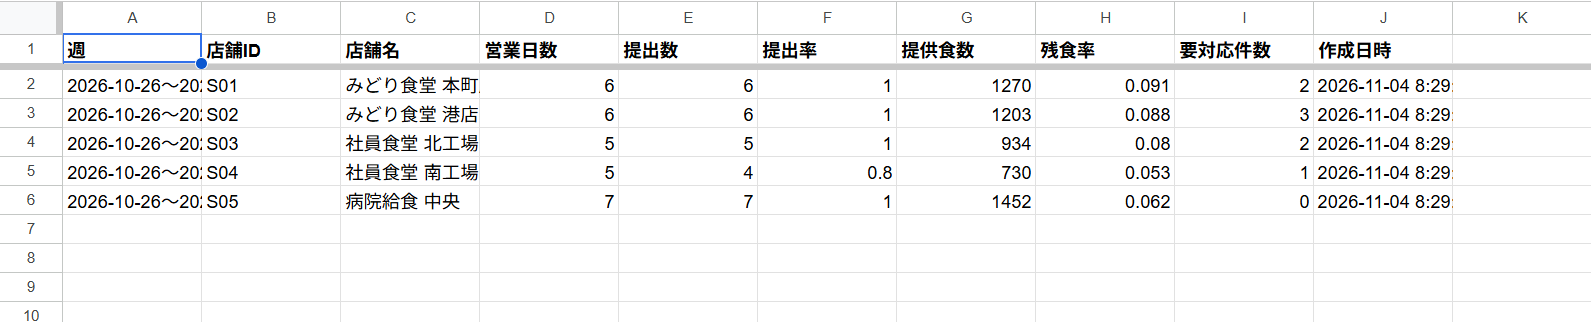 A B C D E F G H I J K
1 週 店舗ID 店舗名 営業日数 提出数 提出率 提供食数 残食率 要対応件数 作成日時
2 2026-10-26～202 S01 みどり食堂 本町 6 6 1 1270 0.091 2 2026-11-04 8:29:
3 2026-10-26～202 S02 みどり食堂 港店 6 6 1 1203 0.088 3 2026-11-04 8:29:
4 2026-10-26～202 S03 社員食堂 北工場 5 5 1 934 0.08 2 2026-11-04 8:29:
5 2026-10-26～202 S04 社員食堂 南工場 5 4 0.8 730 0.053 1 2026-11-04 8:29:
6 2026-10-26～202 S05 病院給食 中央 7 7 1 1452 0.062 0 2026-11-04 8:29:
7
8
9
10